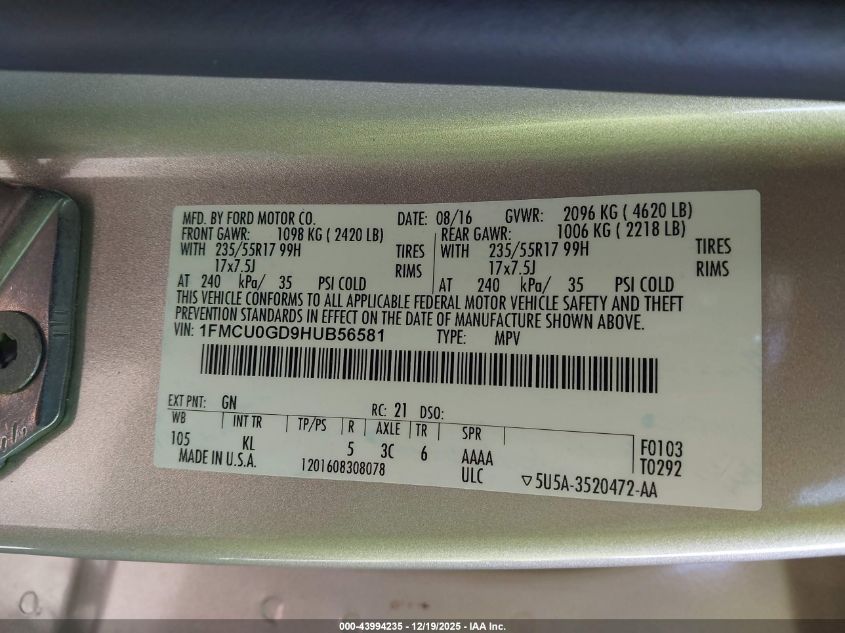 MFD. BY FORD MOTOR CO. DATE: 08/16 GVWR: 2096 KG ( 4620 LB)
FRONT GAWR: 1098 KG ( 2420 LB) REAR GAWR: 1006 KG ( 2218 LB)
WITH 235/55R17 99H TIRES WITH 235/55R17 99H TIRES
17x7.5J RIMS 17x7.5J RIMS
AT 240 kPa/ 35 PSI COLD AT 240 kPa/ 35 PSI COLD
THIS VEHICLE CONFORMS TO ALL APPLICABLE FEDERAL MOTOR VEHICLE SAFETY AND THEFT
PREVENTION STANDARDS IN EFFECT ON THE DATE OF MANUFACTURE SHOWN ABOVE.
VIN: 1FMCU0GD9HUB56581 TYPE: MPV
EXT PNT: GN RC: 21 DSO:
WB INT TR TP/PS R AXLE TR SPR
105 KL 5 3C 6 AAAA F0103
MADE IN U.S.A. 1201608308078 ULC T0292
5U5A-3520472-AA
000-43994235 - 12/19/2025 - IAA Inc.